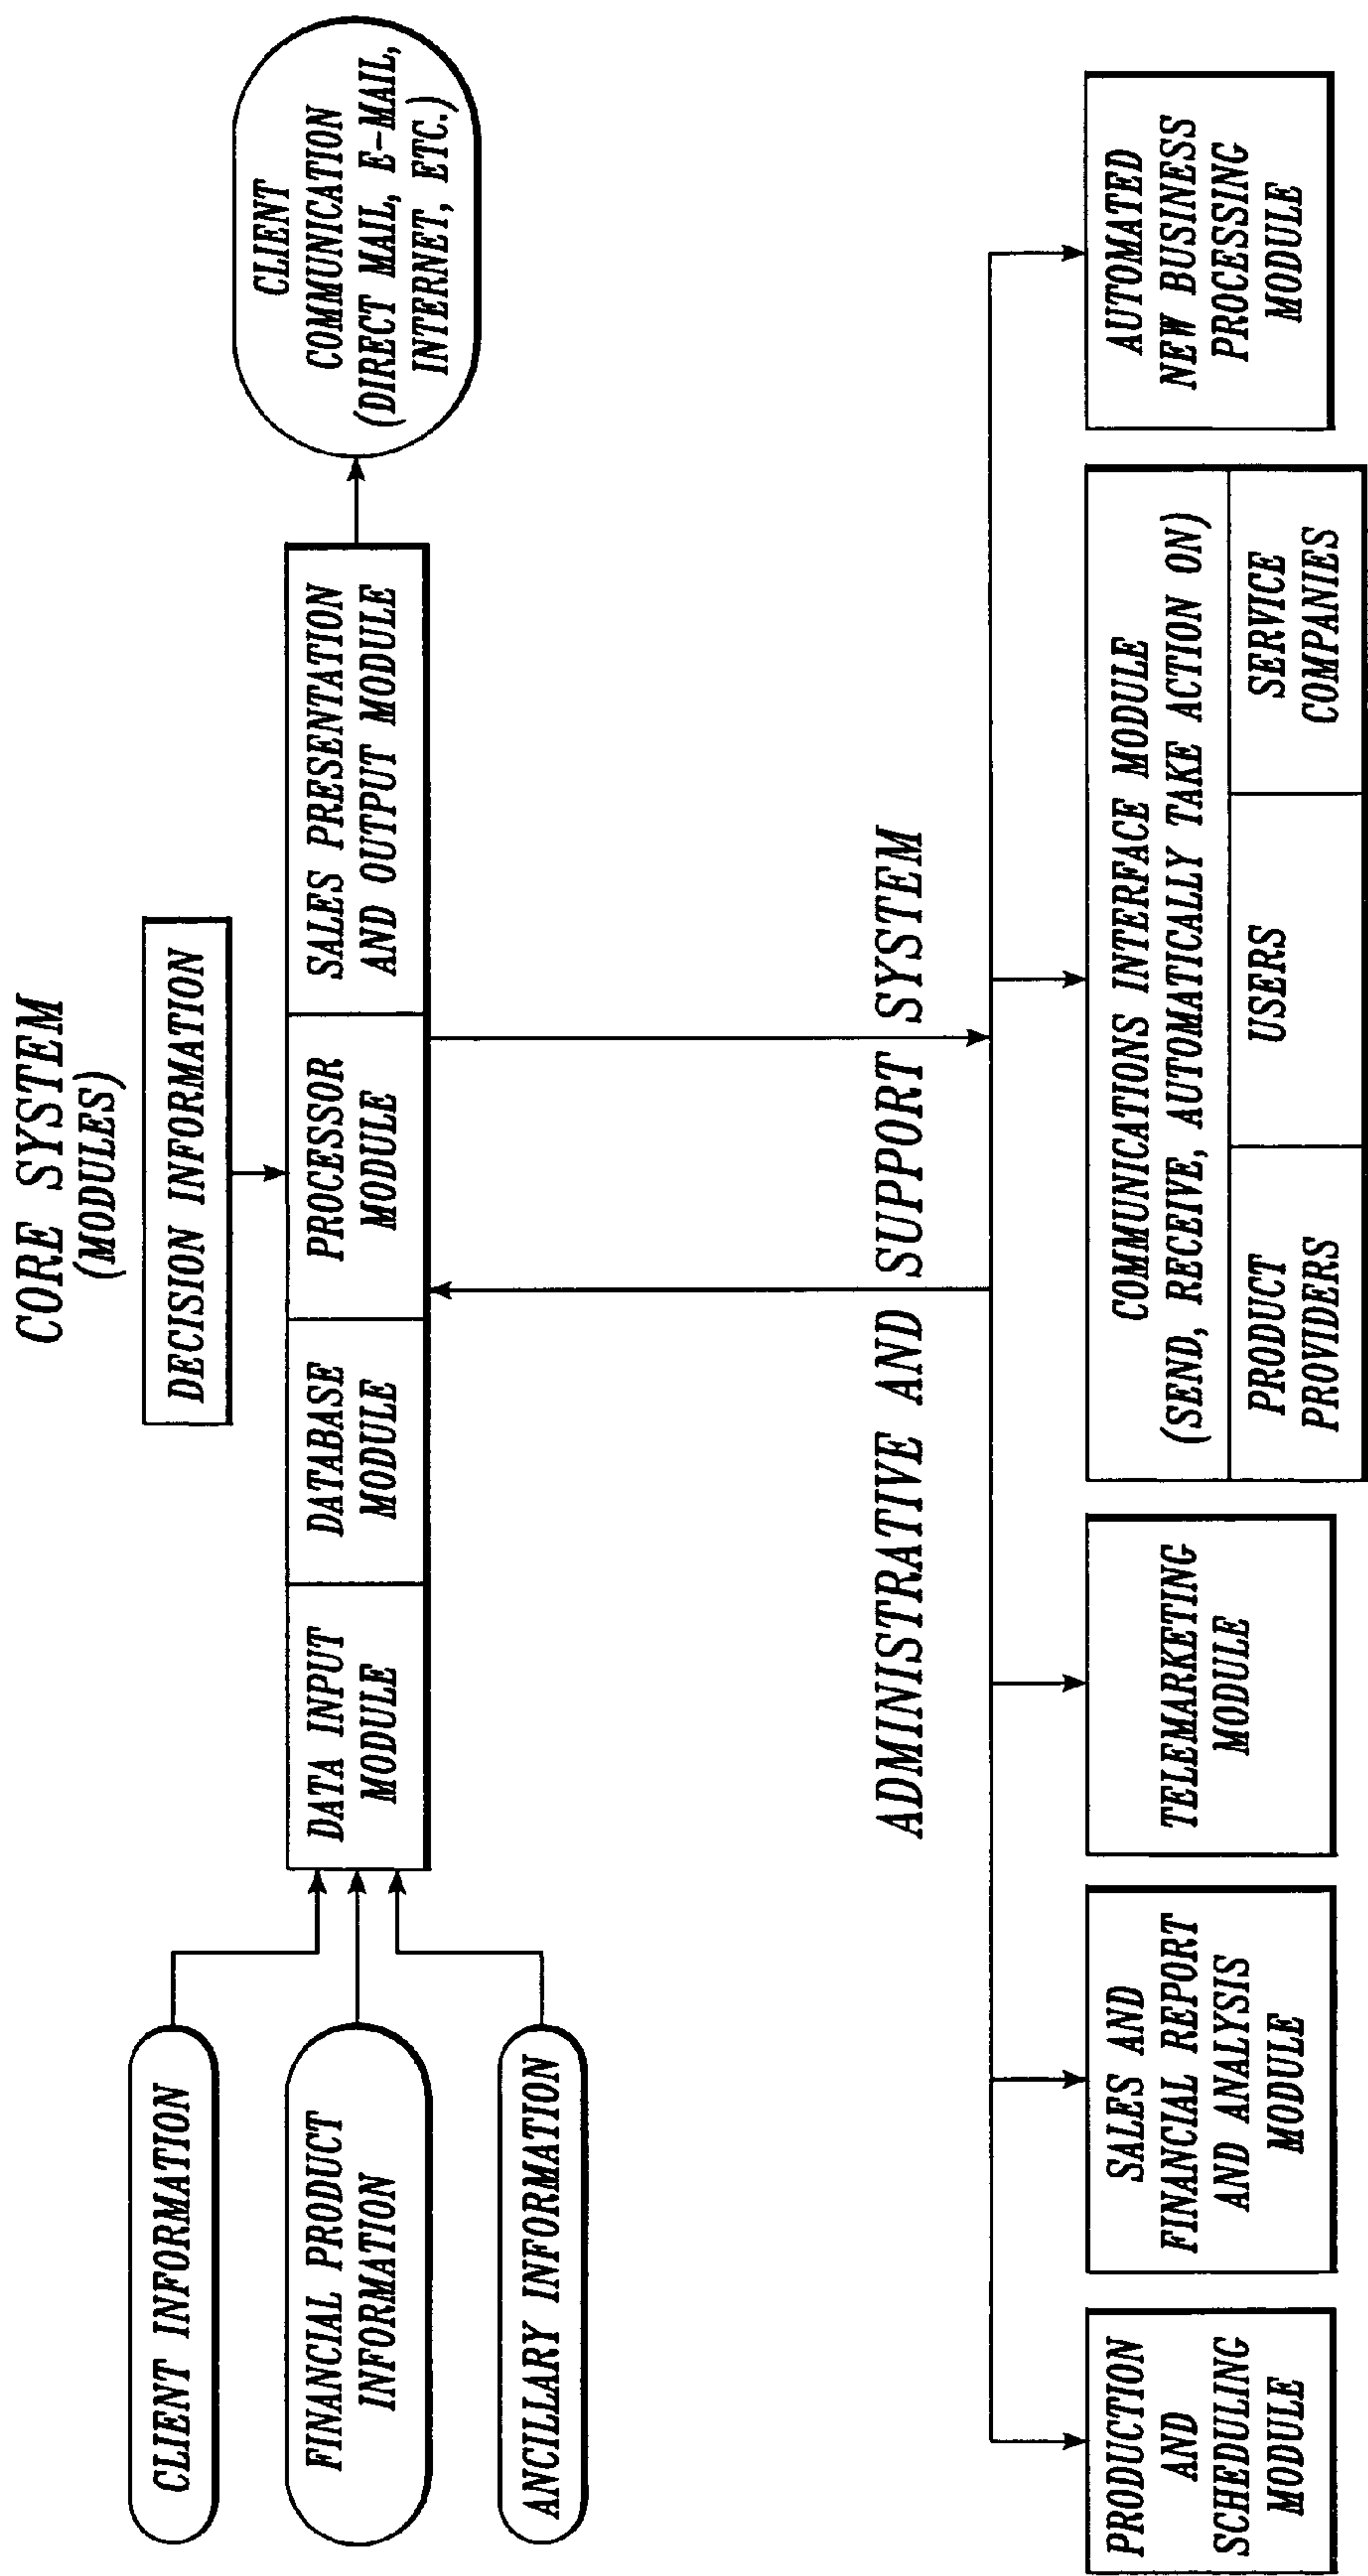 CORE SYSTEM
(MODULES)
CLIENT INFORMATION
FINANCIAL PRODUCT
INFORMATION
ANCILLARY INFORMATION
DECISION INFORMATION
DATA INPUT
MODULE
DATABASE
MODULE
PROCESSOR
MODULE
SALES PRESENTATION
AND OUTPUT MODULE
CLIENT
COMMUNICATION
(DIRECT MAIL, E-MAIL,
INTERNET, ETC.)
ADMINISTRATIVE AND SUPPORT SYSTEM
PRODUCTION
AND
SCHEDULING
MODULE
SALES AND
FINANCIAL REPORT
AND ANALYSIS
MODULE
TELEMARKETING
MODULE
COMMUNICATIONS INTERFACE MODULE
(SEND, RECEIVE, AUTOMATICALLY TAKE ACTION ON)
PRODUCT
PROVIDERS
USERS
SERVICE
COMPANIES
AUTOMATED
NEW BUSINESS
PROCESSING
MODULE